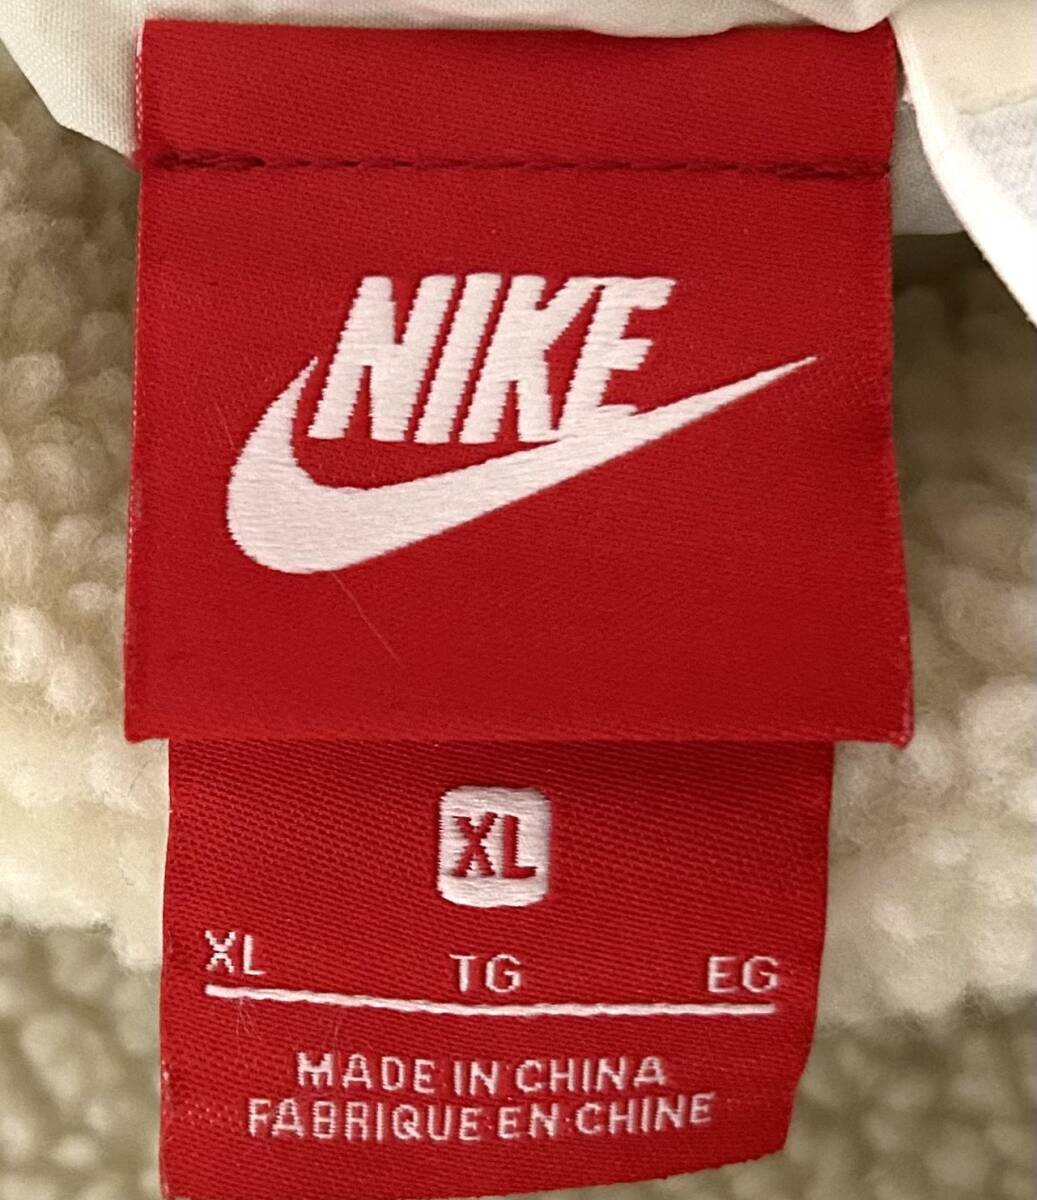 NIKE
XL
XL TG EG
MADE IN CHINA
FABRIQUE EN CHINE